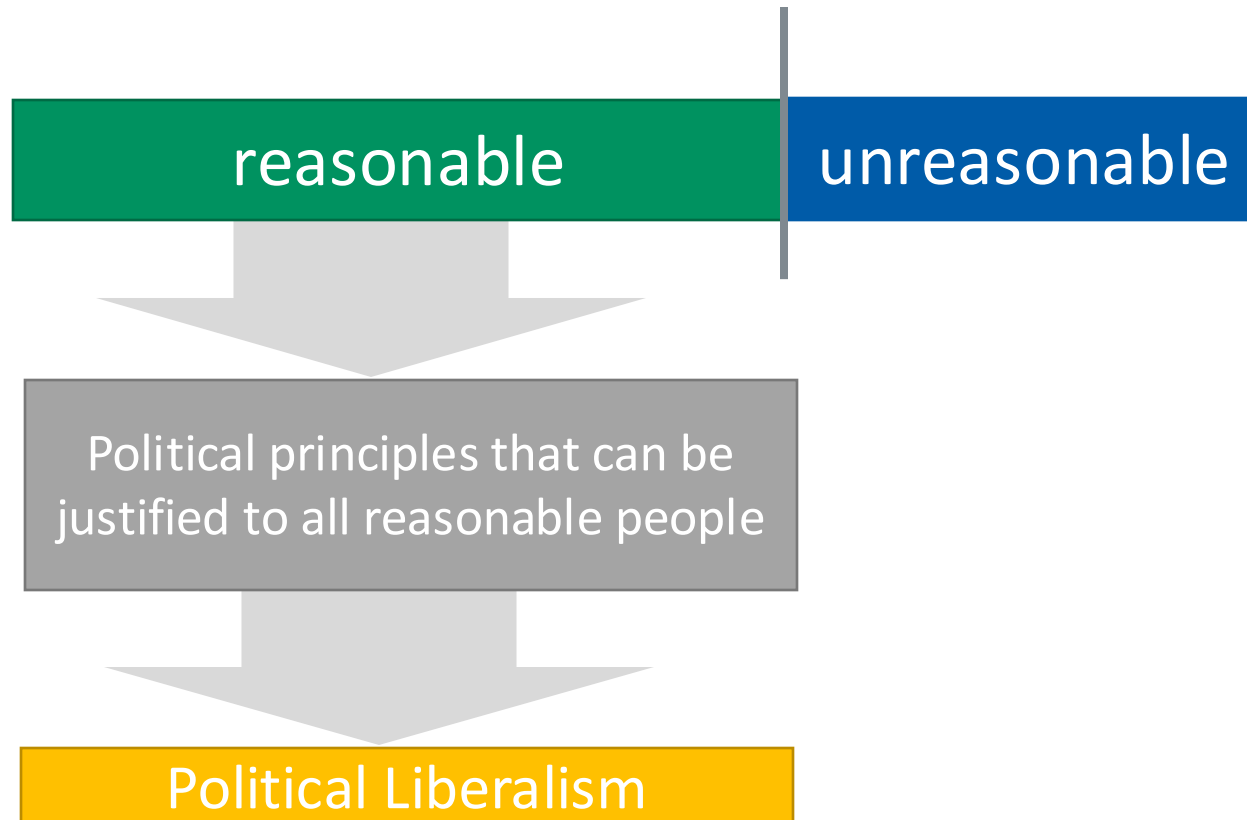 reasonable
unreasonable
Political principles that can be
justified to all reasonable people
Political Liberalism